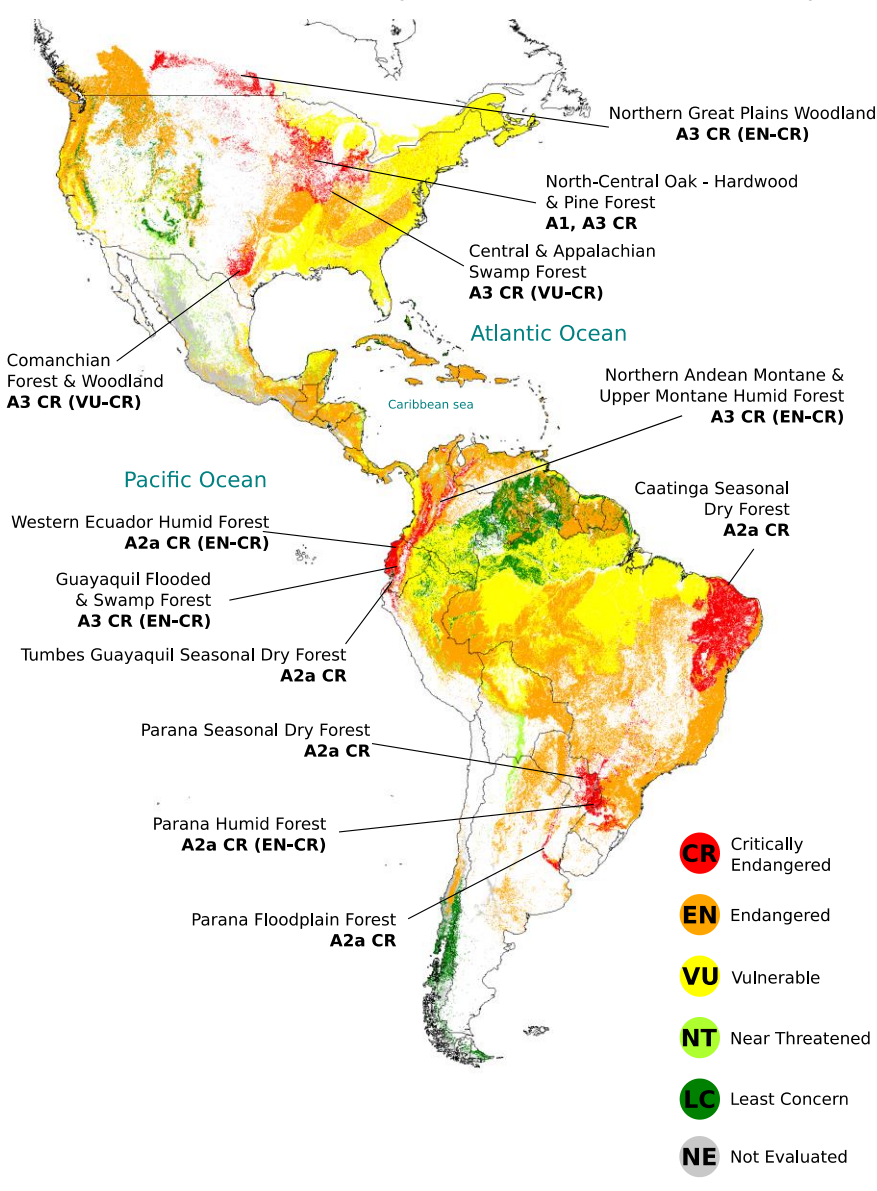 Northern Great Plains Woodland
A3 CR (EN-CR)
North-Central Oak - Hardwood
& Pine Forest
A1, A3 CR
Central & Appalachian
Swamp Forest
A3 CR (VU-CR)
Atlantic Ocean
Comanchian
Forest & Woodland
A3 CR (VU-CR)
Northern Andean Montane &
Upper Montane Humid Forest
A3 CR (EN-CR)
Caribbean sea
Pacific Ocean
Caatinga Seasonal
Dry Forest
A2a CR
Western Ecuador Humid Forest
A2a CR (EN-CR)
Guayaquil Flooded
& Swamp Forest
A3 CR (EN-CR)
Tumbes Guayaquil Seasonal Dry Forest
A2a CR
Parana Seasonal Dry Forest
A2a CR
Parana Humid Forest
A2a CR (EN-CR)
Parana Floodplain Forest
A2a CR
CR Critically
Endangered
EN Endangered
VU Vulnerable
NT Near Threatened
LC Least Concern
NE Not Evaluated